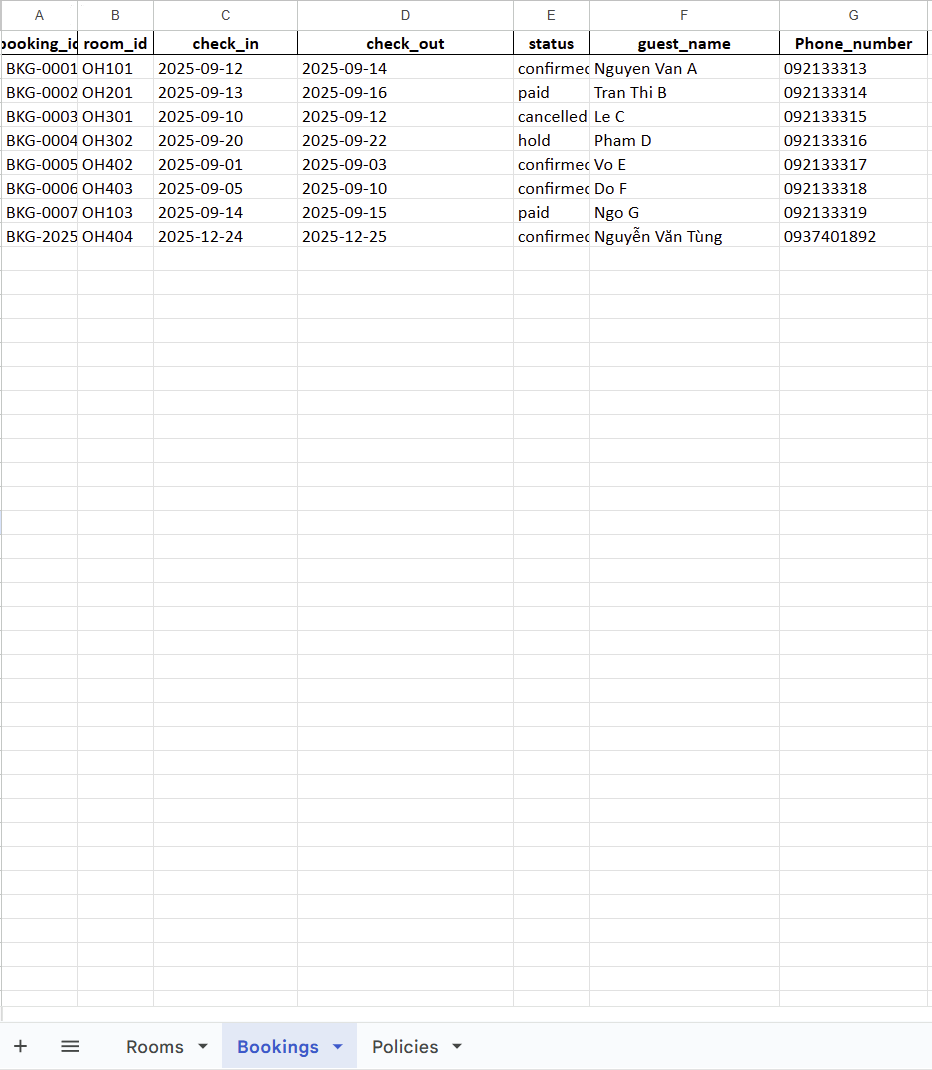 A B C D E F G
booking_id room_id check_in check_out status guest_name Phone_number
BKG-0001 OH101 2025-09-12 2025-09-14 confirmed Nguyen Van A 092133313
BKG-0002 OH201 2025-09-13 2025-09-16 paid Tran Thi B 092133314
BKG-0003 OH301 2025-09-10 2025-09-12 cancelled Le C 092133315
BKG-0004 OH302 2025-09-20 2025-09-22 hold Pham D 092133316
BKG-0005 OH402 2025-09-01 2025-09-03 confirmed Vo E 092133317
BKG-0006 OH403 2025-09-05 2025-09-10 confirmed Do F 092133318
BKG-0007 OH103 2025-09-14 2025-09-15 paid Ngo G 092133319
BKG-2025 OH404 2025-12-24 2025-12-25 confirmed Nguyễn Văn Tùng 0937401892
Rooms Bookings Policies